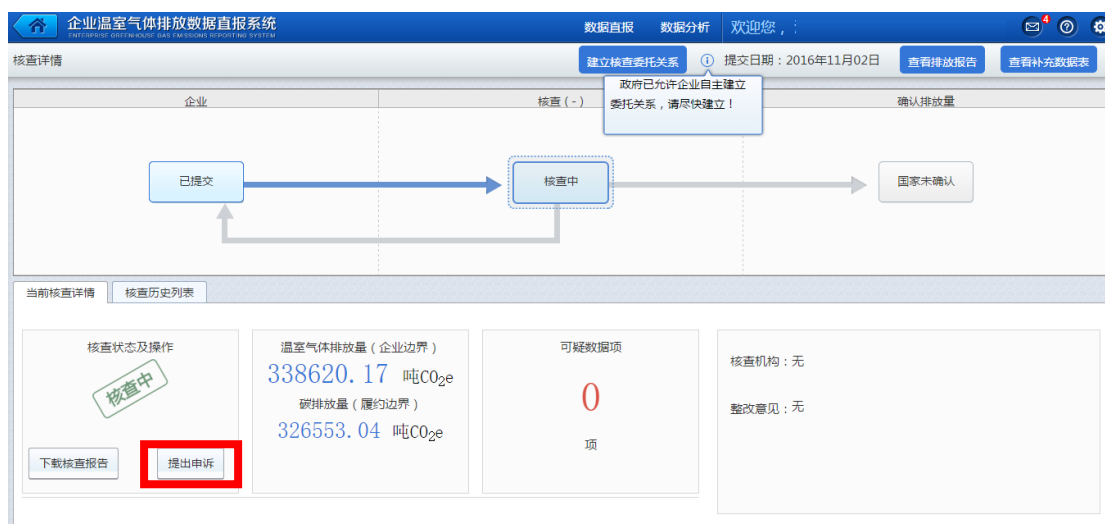 企业温室气体排放数据直报系统
ENTERPRISE GREENHOUSE GAS EMISSIONS REPORTING SYSTEM
数据直报 数据分析 欢迎您，
4
核查详情
建立核查委托关系 提交日期：2016年11月02日 查看排放报告 查看补充数据表
政府已允许企业自主建立
委托关系，请尽快建立！
企业 核查(-) 确认排放量
已提交 核查中 国家未确认
当前核查详情 核查历史列表
核查状态及操作
核查中
下载核查报告 提出申诉
温室气体排放量(企业边界)
338620.17 吨CO₂e
碳排放量(履约边界)
326553.04 吨CO₂e
可疑数据项
0
项
核查机构：无
整改意见：无